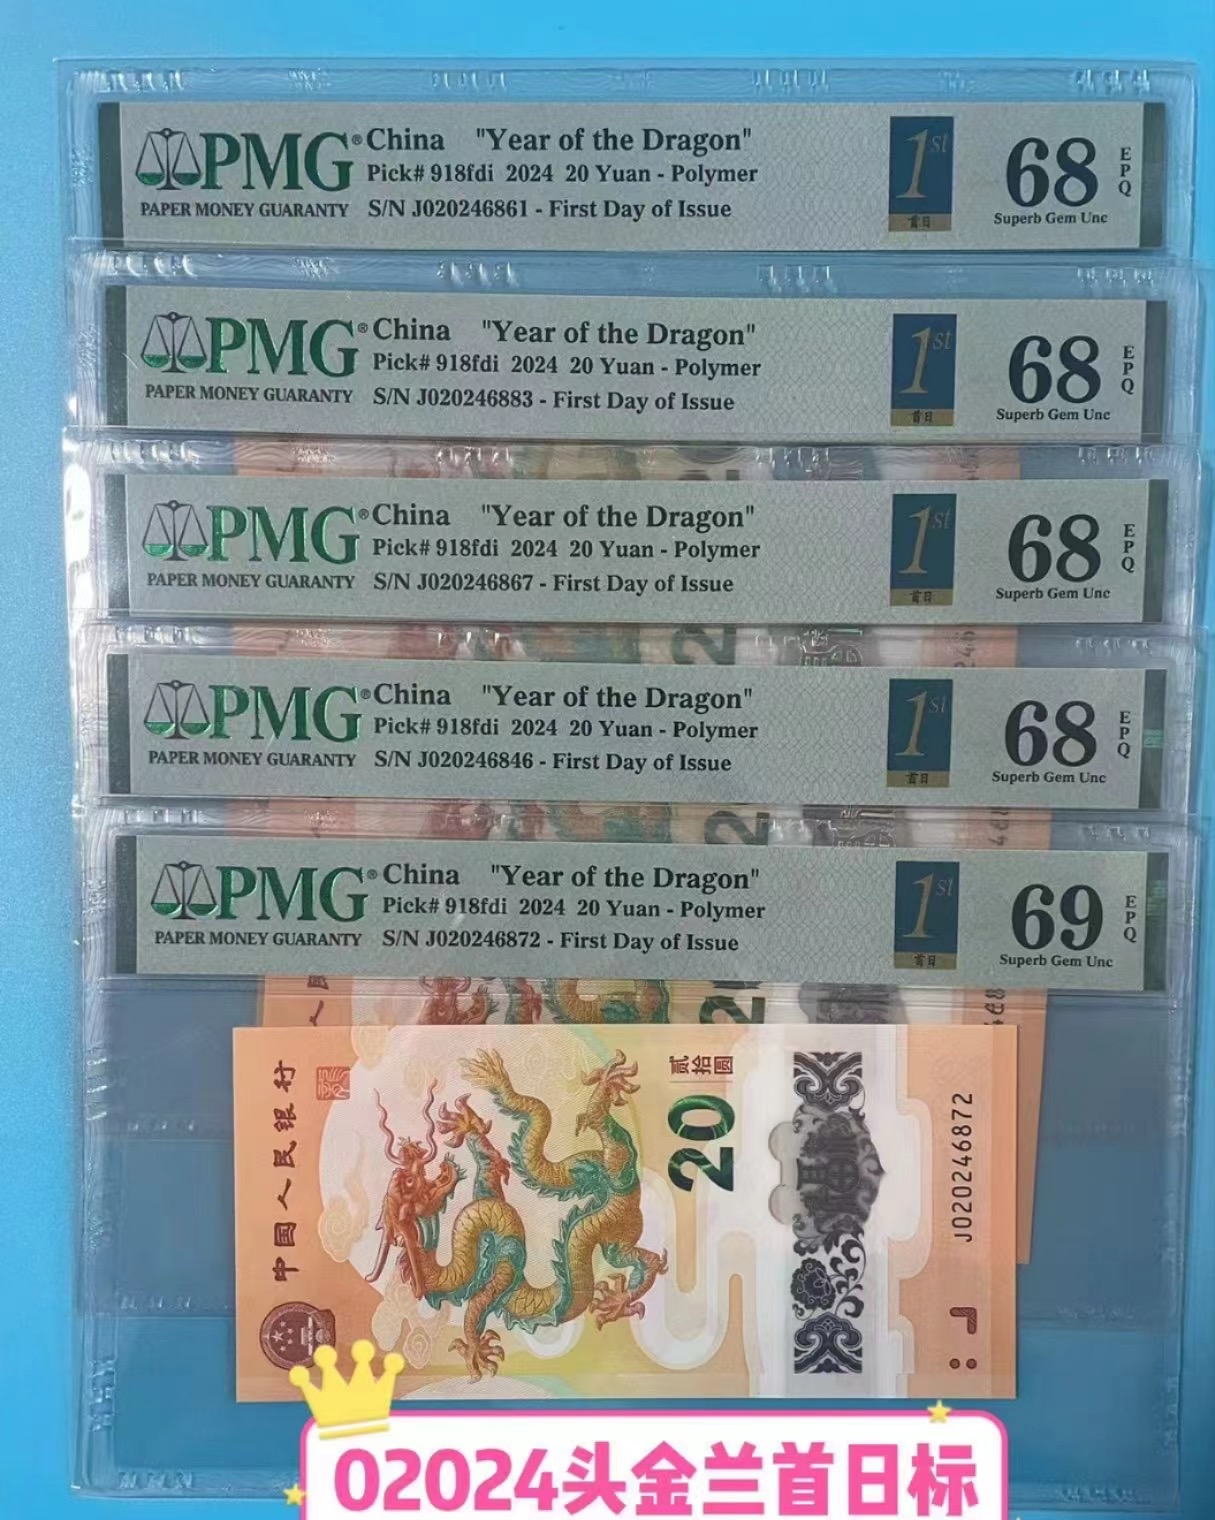 PMG® China "Year of the Dragon" 1st 68 EPQ
Pick# 918fdi 2024 20 Yuan - Polymer
PAPER MONEY GUARANTY S/N J020246861 - First Day of Issue 首日 Superb Gem Unc
PMG® China "Year of the Dragon" 1st 68 EPQ
Pick# 918fdi 2024 20 Yuan - Polymer
PAPER MONEY GUARANTY S/N J020246883 - First Day of Issue 首日 Superb Gem Unc
PMG® China "Year of the Dragon" 1st 68 EPQ
Pick# 918fdi 2024 20 Yuan - Polymer
PAPER MONEY GUARANTY S/N J020246867 - First Day of Issue 首日 Superb Gem Unc
PMG® China "Year of the Dragon" 1st 68 EPQ
Pick# 918fdi 2024 20 Yuan - Polymer
PAPER MONEY GUARANTY S/N J020246846 - First Day of Issue 首日 Superb Gem Unc
PMG® China "Year of the Dragon" 1st 69 EPQ
Pick# 918fdi 2024 20 Yuan - Polymer
PAPER MONEY GUARANTY S/N J020246872 - First Day of Issue 首日 Superb Gem Unc
中国人民银行
贰拾圆
20
J020246872
02024头金兰首日标